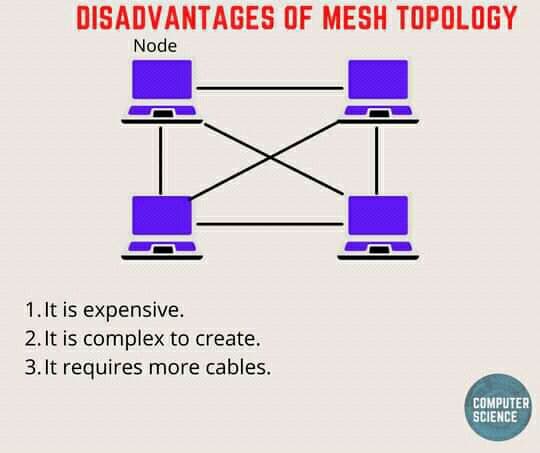 DISADVANTAGES OF MESH TOPOLOGY
Node
1. It is expensive.
2. It is complex to create.
3. It requires more cables.
COMPUTER
SCIENCE